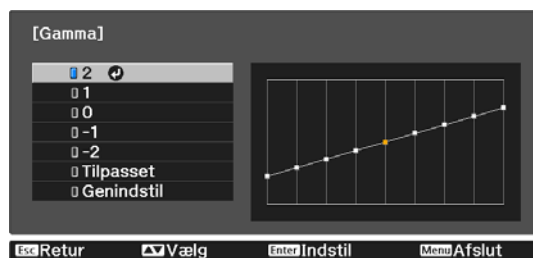 [Gamma]
2
1
0
-1
-2
Tilpasset
Genindstil
Esc Retur Vælg Enter Indstil Menu Afslut